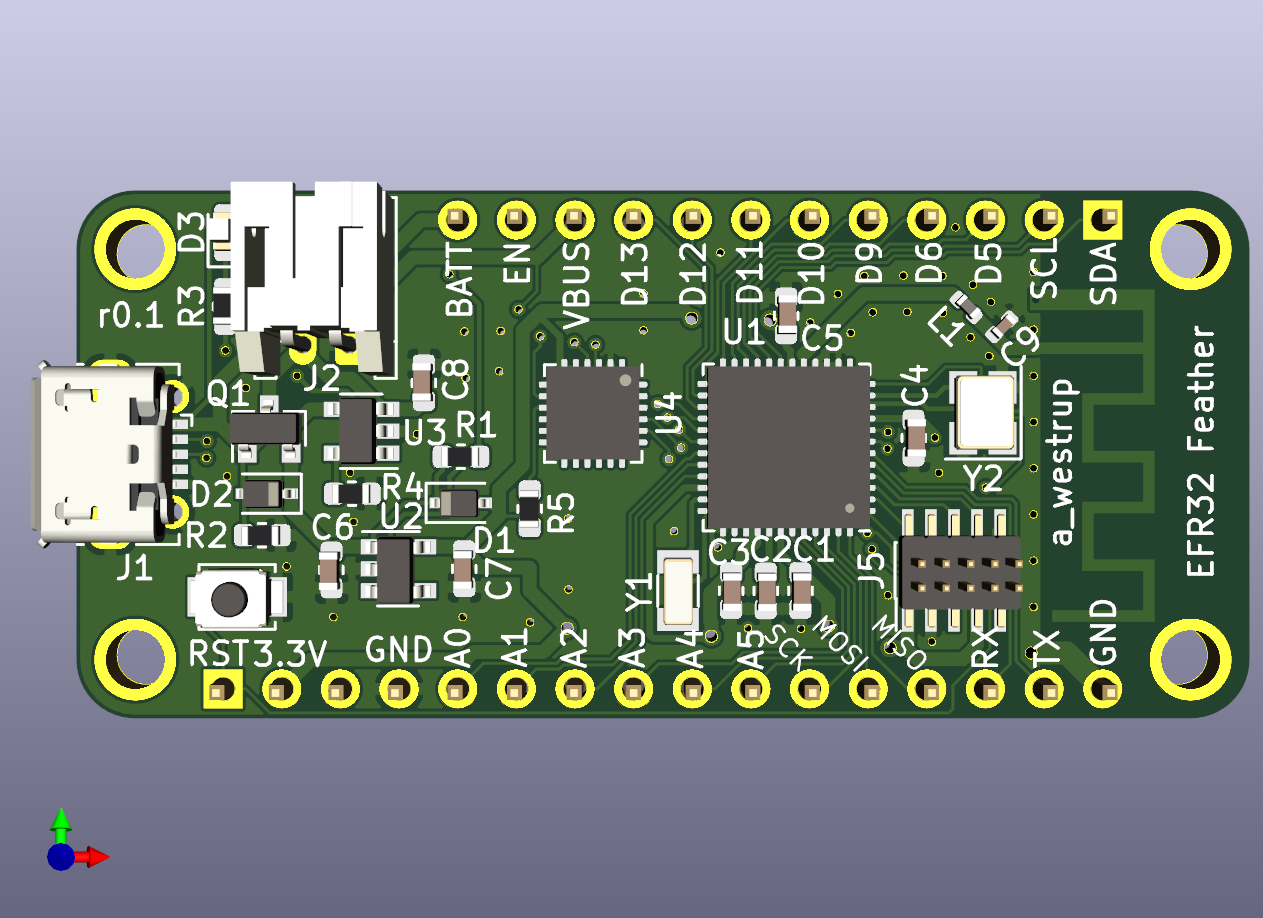 D3
R3
r0.1
J2
Q1
J1
D2
R2
BATT
EN
VBUS
D13
D12
D11
D10
D9
D6
D5
SCL
SDA
C8
U3
R1
U4
U1
C5
L1
C9
C4
Y2
R4
U2
C6
D1
C7
R5
Y1
C3
C2
C1
J5
a_westrup
EFR32 Feather
RST
3.3V
GND
A0
A1
A2
A3
A4
A5
SCK
MOSI
MISO
RX
TX
GND